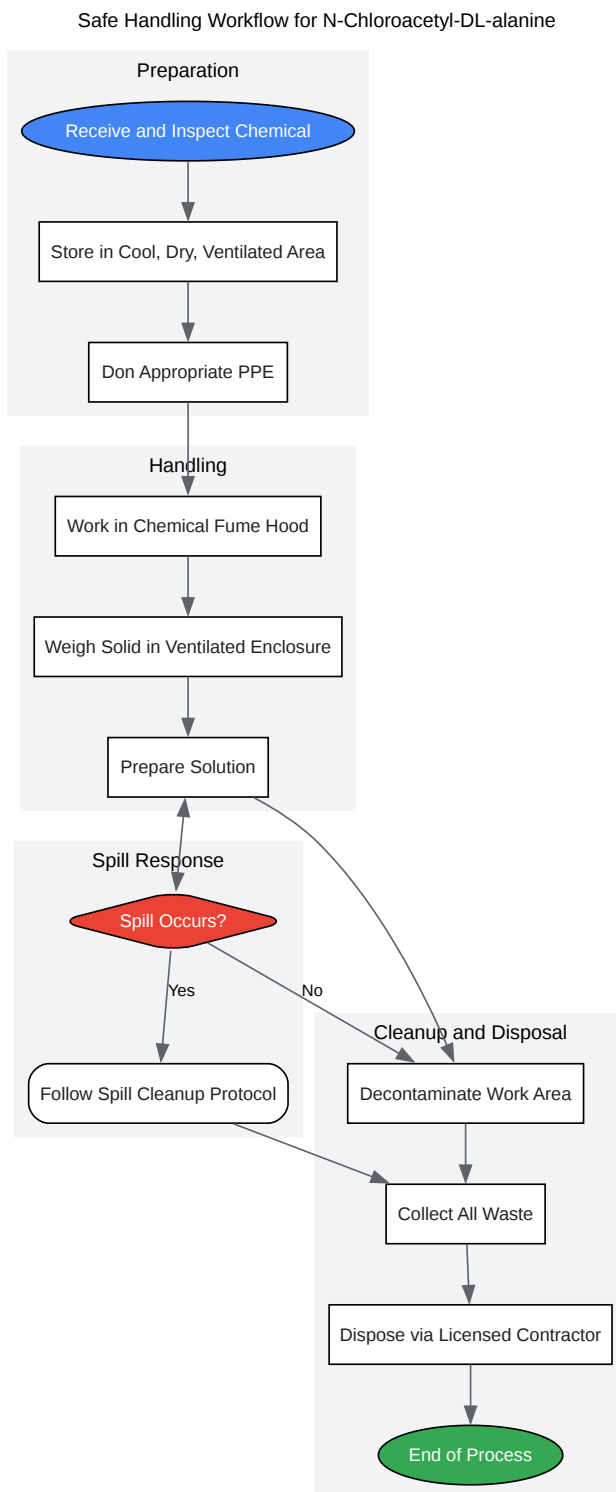 Safe Handling Workflow for N-Chloroacetyl-DL-alanine
Preparation
Receive and Inspect Chemical
Store in Cool, Dry, Ventilated Area
Don Appropriate PPE
Handling
Work in Chemical Fume Hood
Weigh Solid in Ventilated Enclosure
Prepare Solution
Spill Response
Spill Occurs?
Yes
No
Follow Spill Cleanup Protocol
Cleanup and Disposal
Decontaminate Work Area
Collect All Waste
Dispose via Licensed Contractor
End of Process